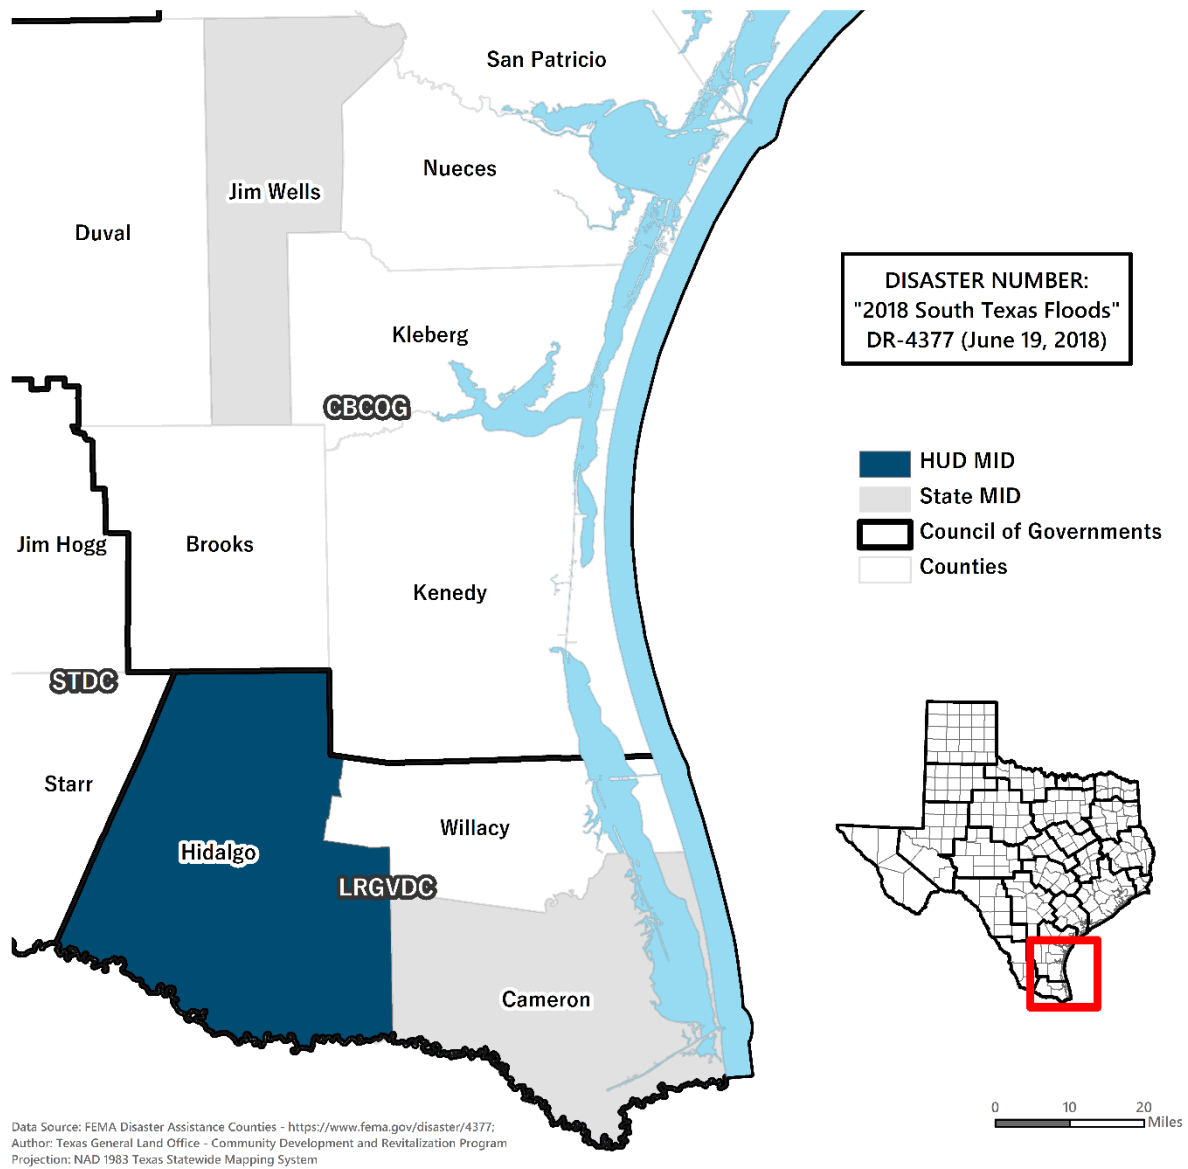 San Patricio
Nueces
Jim Wells
Duval
DISASTER NUMBER:
"2018 South Texas Floods"
DR-4377 (June 19, 2018)
Kleberg
CBCOG
HUD MID
State MID
Council of Governments
Counties
Jim Hogg
Brooks
Kenedy
STDC
Starr
Willacy
Hidalgo
LRGVDC
Cameron
0 10 20
Miles
Data Source: FEMA Disaster Assistance Counties - https://www.fema.gov/disaster/4377;
Author: Texas General Land Office - Community Development and Revitalization Program
Projection: NAD 1983 Texas Statewide Mapping System